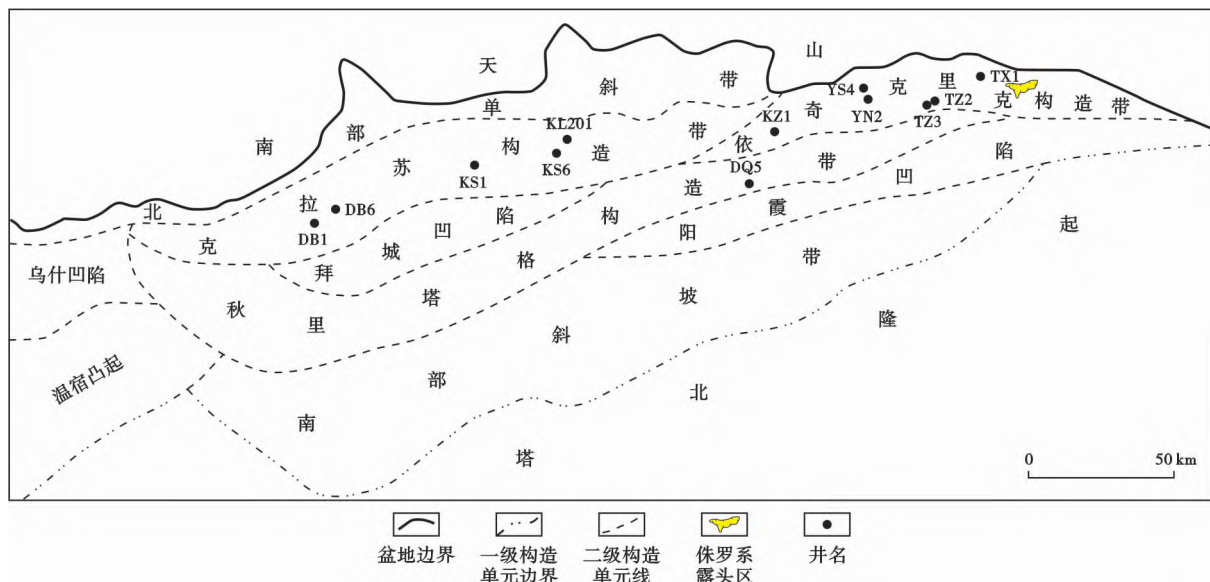 南天山
北部单斜带
克拉苏构造带
依奇克里克构造带
拜城凹陷
秋里塔格构造带
阳霞凹陷
南部斜坡带
塔北隆起
乌什凹陷
温宿凸起
DB1
DB6
KS1
KS6
KL201
KZ1
DQ5
YS4
YN2
TZ3
TZ2
TX1
0 50 km
盆地边界
一级构造
单元边界
二级构造
单元线
侏罗系
露头区
井名